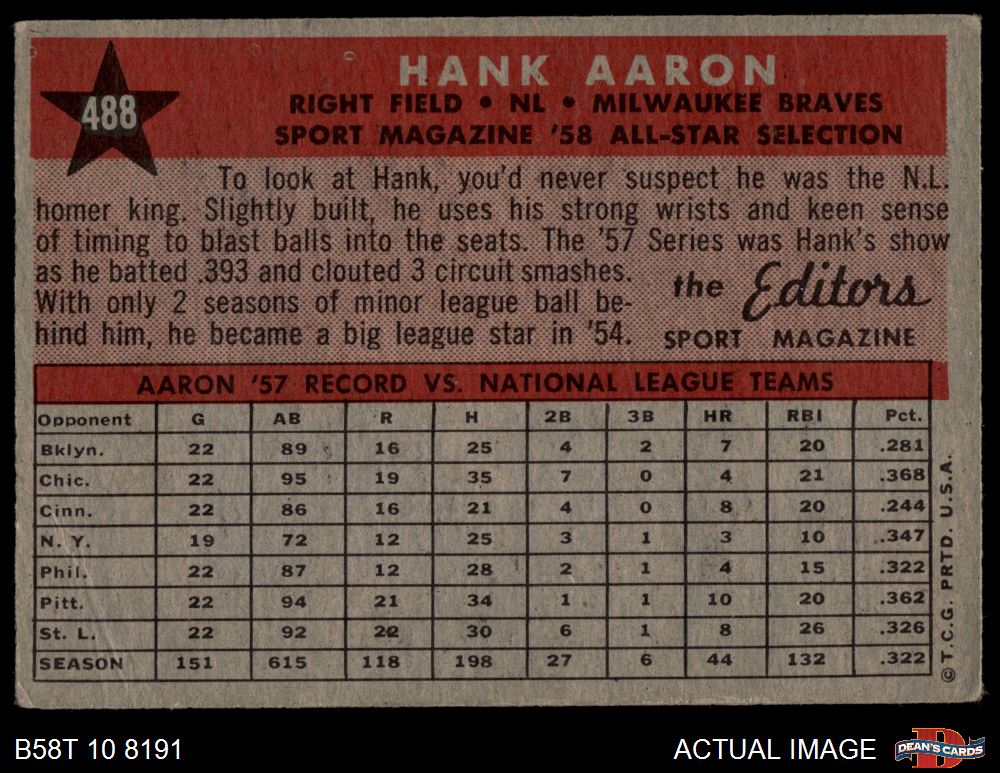 488
HANK AARON
RIGHT FIELD • NL • MILWAUKEE BRAVES
SPORT MAGAZINE '58 ALL-STAR SELECTION
To look at Hank, you'd never suspect he was the N.L.
homer king. Slightly built, he uses his strong wrists and keen sense
of timing to blast balls into the seats. The '57 Series was Hank's show
as he batted .393 and clouted 3 circuit smashes.
With only 2 seasons of minor league ball be-
hind him, he became a big league star in '54.
the Editors
SPORT MAGAZINE
AARON '57 RECORD VS. NATIONAL LEAGUE TEAMS
Opponent G AB R H 2B 3B HR RBI Pct.
Bklyn. 22 89 16 25 4 2 7 20 .281
Chic. 22 95 19 35 7 0 4 21 .368
Cinn. 22 86 16 21 4 0 8 20 .244
N. Y. 19 72 12 25 3 1 3 10 .347
Phil. 22 87 12 28 2 1 4 15 .322
Pitt. 22 94 21 34 1 1 10 20 .362
St. L. 22 92 22 30 6 1 8 26 .326
SEASON 151 615 118 198 27 6 44 132 .322
© T.C.G. PRTD. U.S.A.
B58T 10 8191
ACTUAL IMAGE
D
DEAN'S CARDS